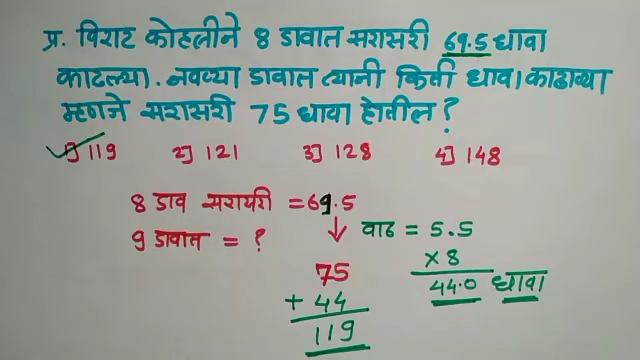 प्र. विराट कोहलीने 8 डावात सरासरी 69.5 धावा
काढल्या. नवव्या डावात त्यांनी किती धावा काढाव्या
म्हणजे सरासरी 75 धावा होतील ?
1] 119 2] 121 3] 128 4] 148
8 डाव सरासरी = 69.5
9 डावात = ?
वाढ = 5.5
× 8
44.0 धावा
75
+ 44
119